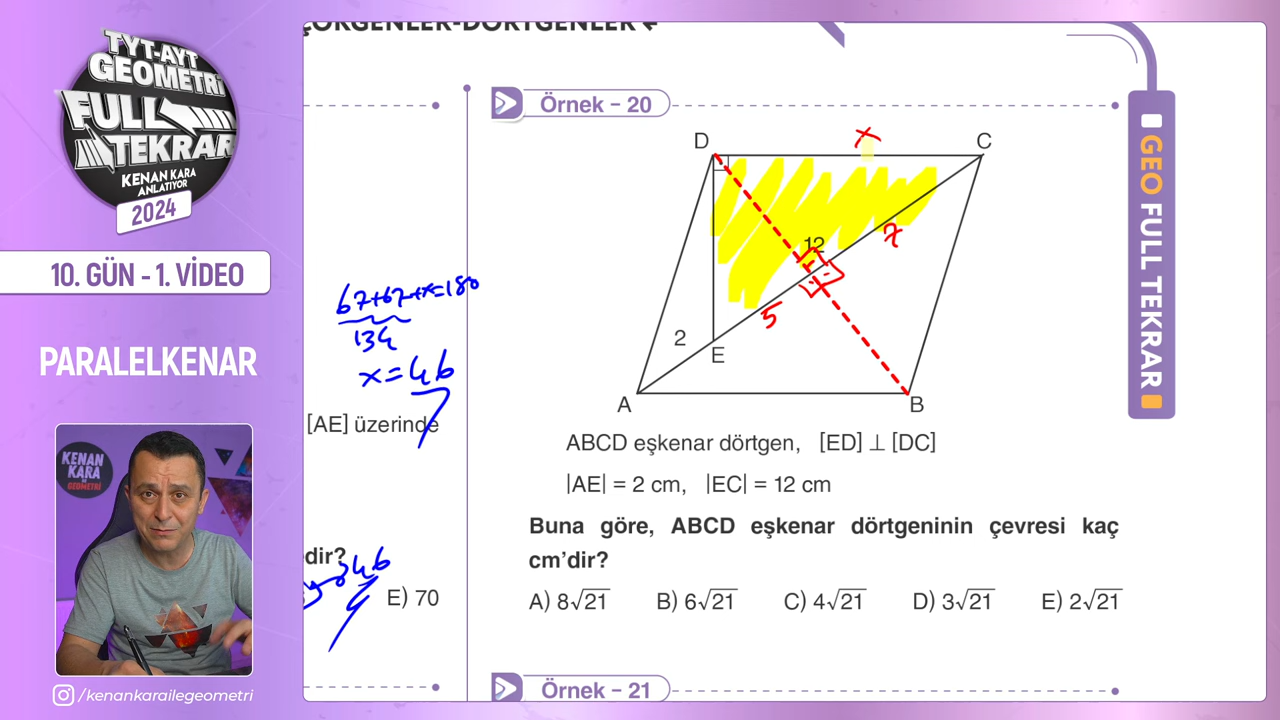 TYT-AYT
GEOMETRİ
FULL
TEKRAR
KENAN KARA
ANLATIYOR
2024
10. GÜN - 1. VİDEO
PARALELKENAR
KENAN
KARA
GEOMETRİ
/kenankarailegeometri
ÇOKGENLER-DÖRTGENLER
67+67+x=180
134
x=46
[AE] üzerinde
dir?
46
E) 70
Örnek – 20
D
x
C
12
7
5
2
E
A
B
ABCD eşkenar dörtgen, [ED] ⊥ [DC]
|AE| = 2 cm, |EC| = 12 cm
Buna göre, ABCD eşkenar dörtgeninin çevresi kaç
cm’dir?
A) 8√21 B) 6√21 C) 4√21 D) 3√21 E) 2√21
Örnek – 21
GEO FULL TEKRAR